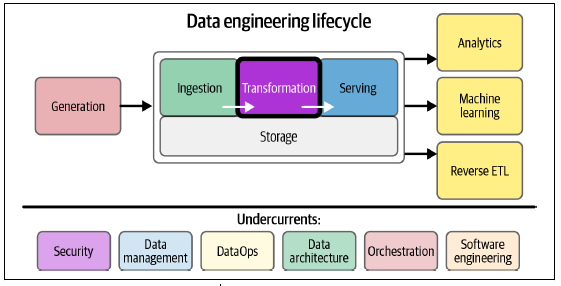 Data engineering lifecycle
Generation
Ingestion
Transformation
Serving
Storage
Analytics
Machine
learning
Reverse ETL
Undercurrents:
Security
Data
management
DataOps
Data
architecture
Orchestration
Software
engineering